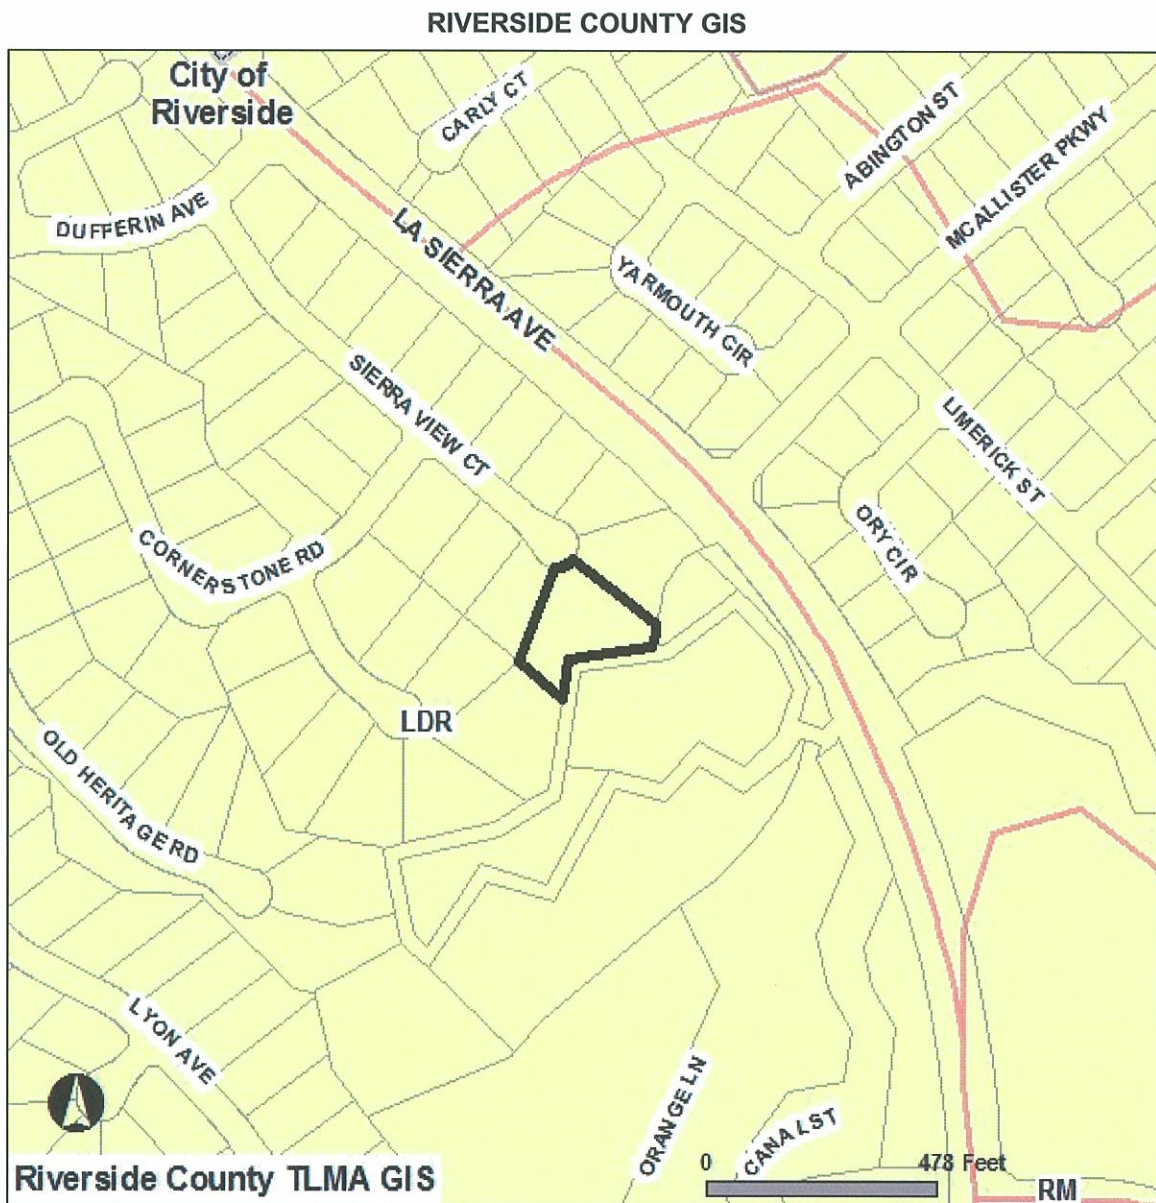 RIVERSIDE COUNTY GIS
City of
Riverside
CARLY CT
ABINGTON ST
MCALLISTER PKWY
DUFFERIN AVE
LA SIERRA AVE
YARMOUTH CIR
SIERRA VIEW CT
LIMERICK ST
ORY CIR
CORNERSTONE RD
LDR
OLD HERITAGE RD
LYON AVE
ORANGE LN
CANAL ST
0 478 Feet
Riverside County TLMA GIS
RM